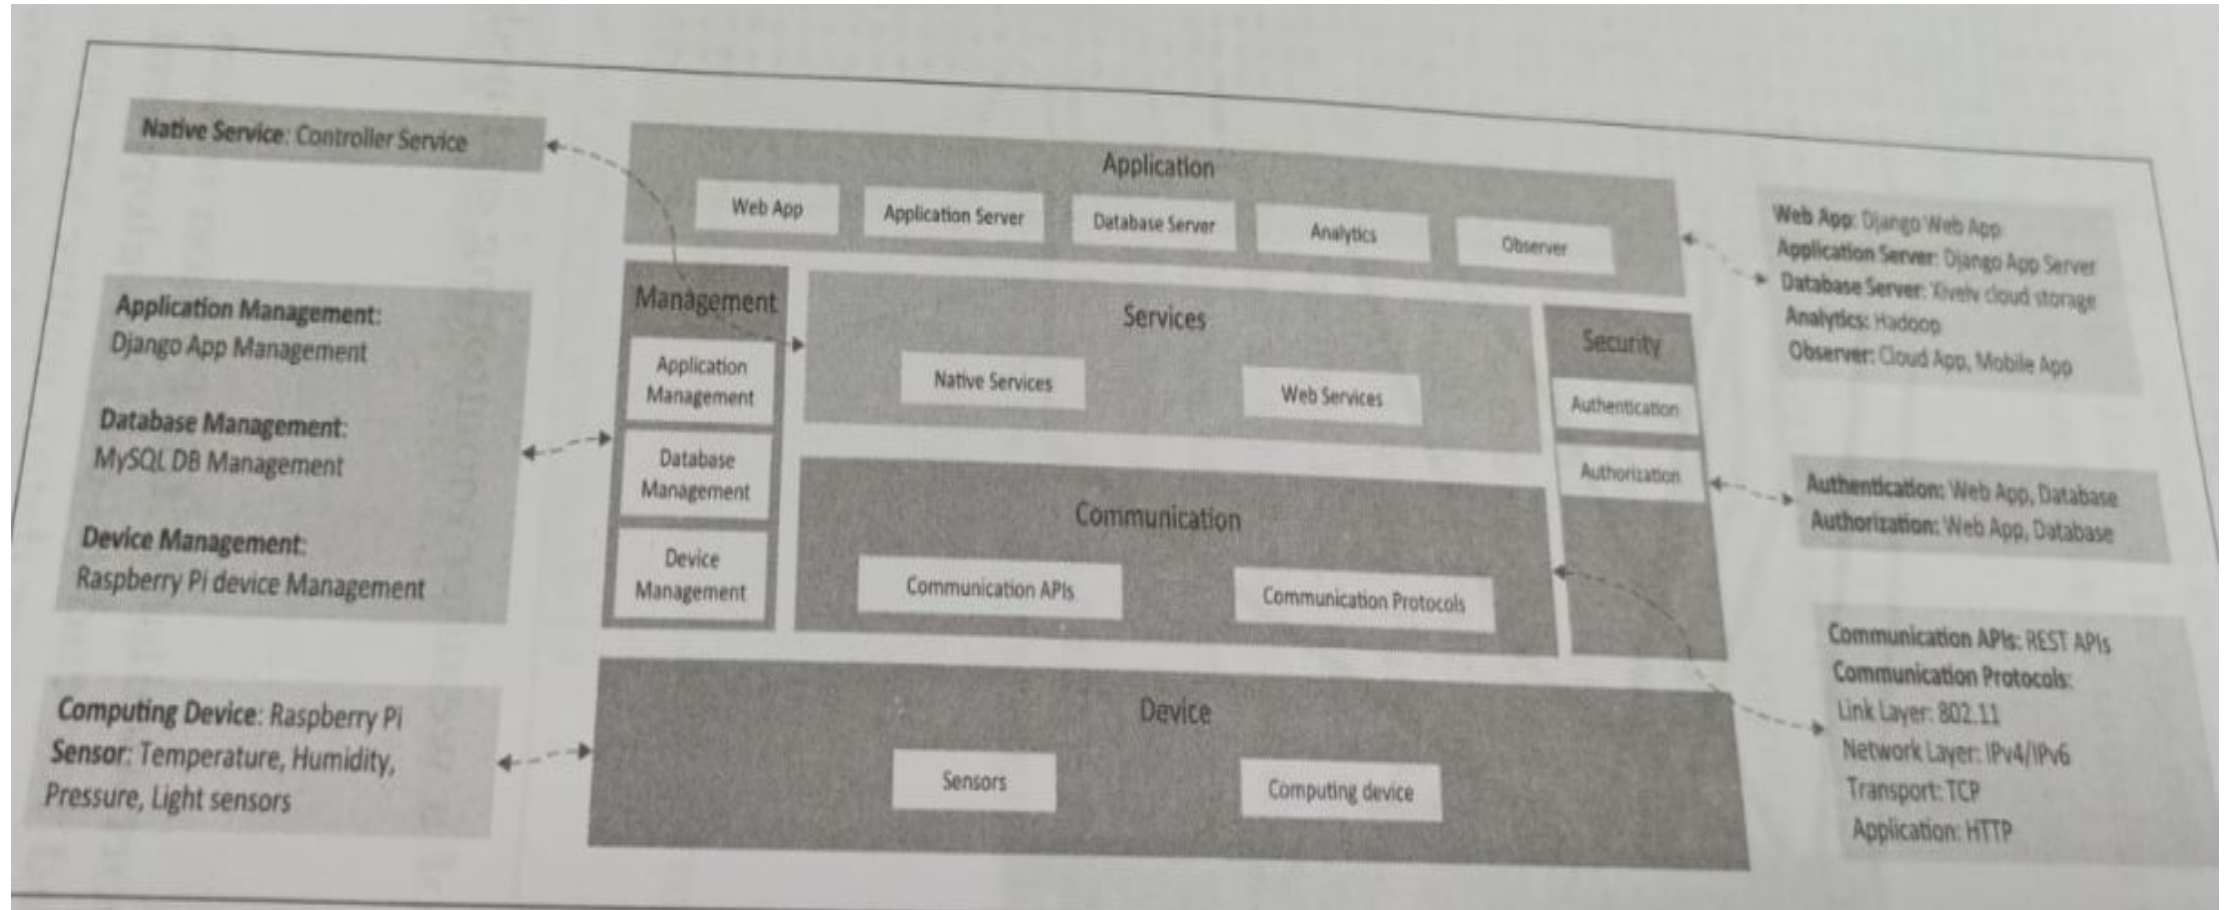 Native Service: Controller Service
Application Management:
Django App Management
Database Management:
MySQL DB Management
Device Management:
Raspberry Pi device Management
Computing Device: Raspberry Pi
Sensor: Temperature, Humidity,
Pressure, Light sensors
Application
Web App
Application Server
Database Server
Analytics
Observer
Management
Application
Management
Database
Management
Device
Management
Services
Native Services
Web Services
Communication
Communication APIs
Communication Protocols
Security
Authentication
Authorization
Device
Sensors
Computing device
Web App: Django Web App
Application Server: Django App Server
Database Server: Xively cloud storage
Analytics: Hadoop
Observer: Cloud App, Mobile App
Authentication: Web App, Database
Authorization: Web App, Database
Communication APIs: REST APIs
Communication Protocols:
Link Layer: 802.11
Network Layer: IPv4/IPv6
Transport: TCP
Application: HTTP